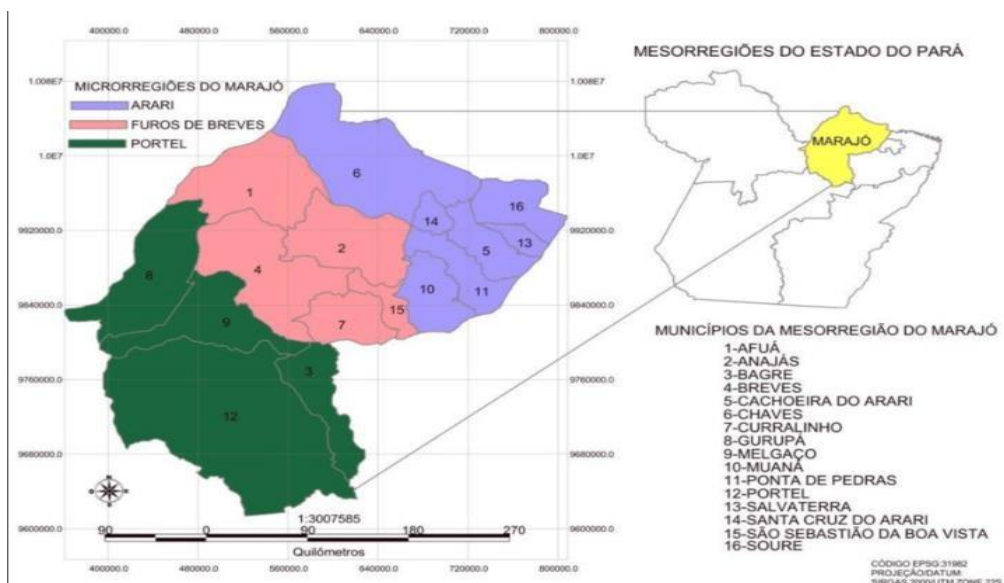 400000.0 480000.0 560000.0 640000.0 720000.0 800000.0
MESORREGIÕES DO ESTADO DO PARÁ
1.008E7
1.008E7
MICRORREGIÕES DO MARAJÓ
ARARI
FUROS DE BREVES
PORTEL
MARAJÓ
1.0E7
1.0E7
6
1
16
14
9920000.0
9920000.0
13
5
2
4
8
10
11
9840000.0
9840000.0
15
9
7
MUNICÍPIOS DA MESORREGIÃO DO MARAJÓ
1-AFUÁ
2-ANAJÁS
3-BAGRE
4-BREVES
5-CACHOEIRA DO ARARI
6-CHAVES
7-CURRALINHO
8-GURUPÁ
9-MELGAÇO
10-MUANÁ
11-PONTA DE PEDRAS
12-PORTEL
13-SALVATERRA
14-SANTA CRUZ DO ARARI
15-SÃO SEBASTIÃO DA BOA VISTA
16-SOURE
3
9760000.0
9760000.0
12
9680000.0
9680000.0
N
S
1:3007585
9600000.0
9600000.0
90 0 90 180 270
Quilómetros
400000.0 480000.0 560000.0 640000.0 720000.0 800000.0
CÓDIGO EPSG:31982
PROJEÇÃO/DATUM:
SIRGAS 2000/UTM ZONE 22S